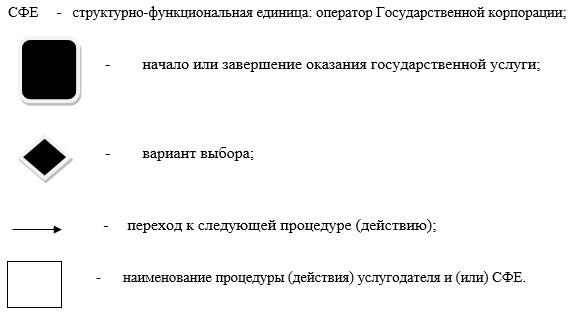 СФЕ - структурно-функциональная единица: оператор Государственной корпорации;
- начало или завершение оказания государственной услуги;
- вариант выбора;
- переход к следующей процедуре (действию);
- наименование процедуры (действия) услугодателя и (или) СФЕ.